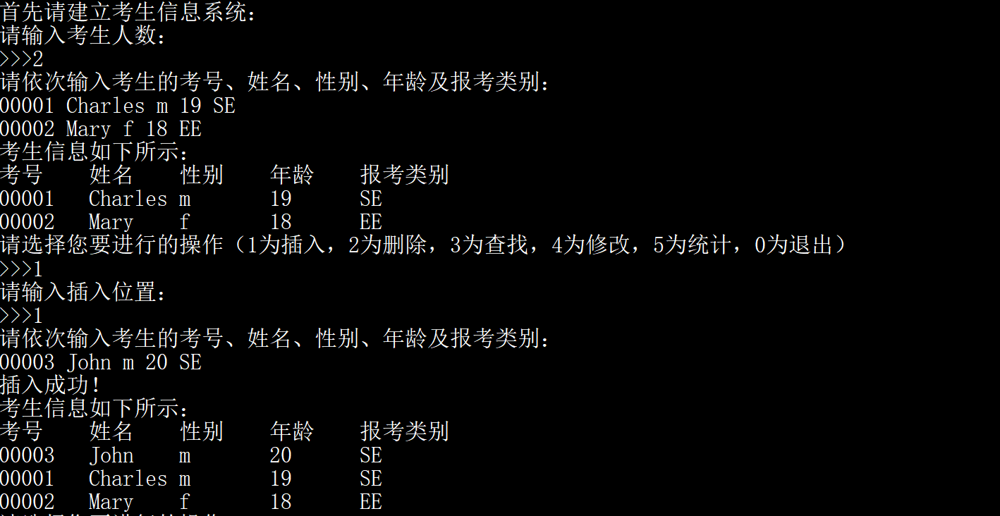 首先请建立考生信息系统：
请输入考生人数：
>>>2
请依次输入考生的考号、姓名、性别、年龄及报考类别：
00001 Charles m 19 SE
00002 Mary f 18 EE
考生信息如下所示：
考号 姓名 性别 年龄 报考类别
00001 Charles m 19 SE
00002 Mary f 18 EE
请选择您要进行的操作（1为插入，2为删除，3为查找，4为修改，5为统计，0为退出）
>>>1
请输入插入位置：
>>>1
请依次输入考生的考号、姓名、性别、年龄及报考类别：
00003 John m 20 SE
插入成功！
考生信息如下所示：
考号 姓名 性别 年龄 报考类别
00003 John m 20 SE
00001 Charles m 19 SE
00002 Mary f 18 EE